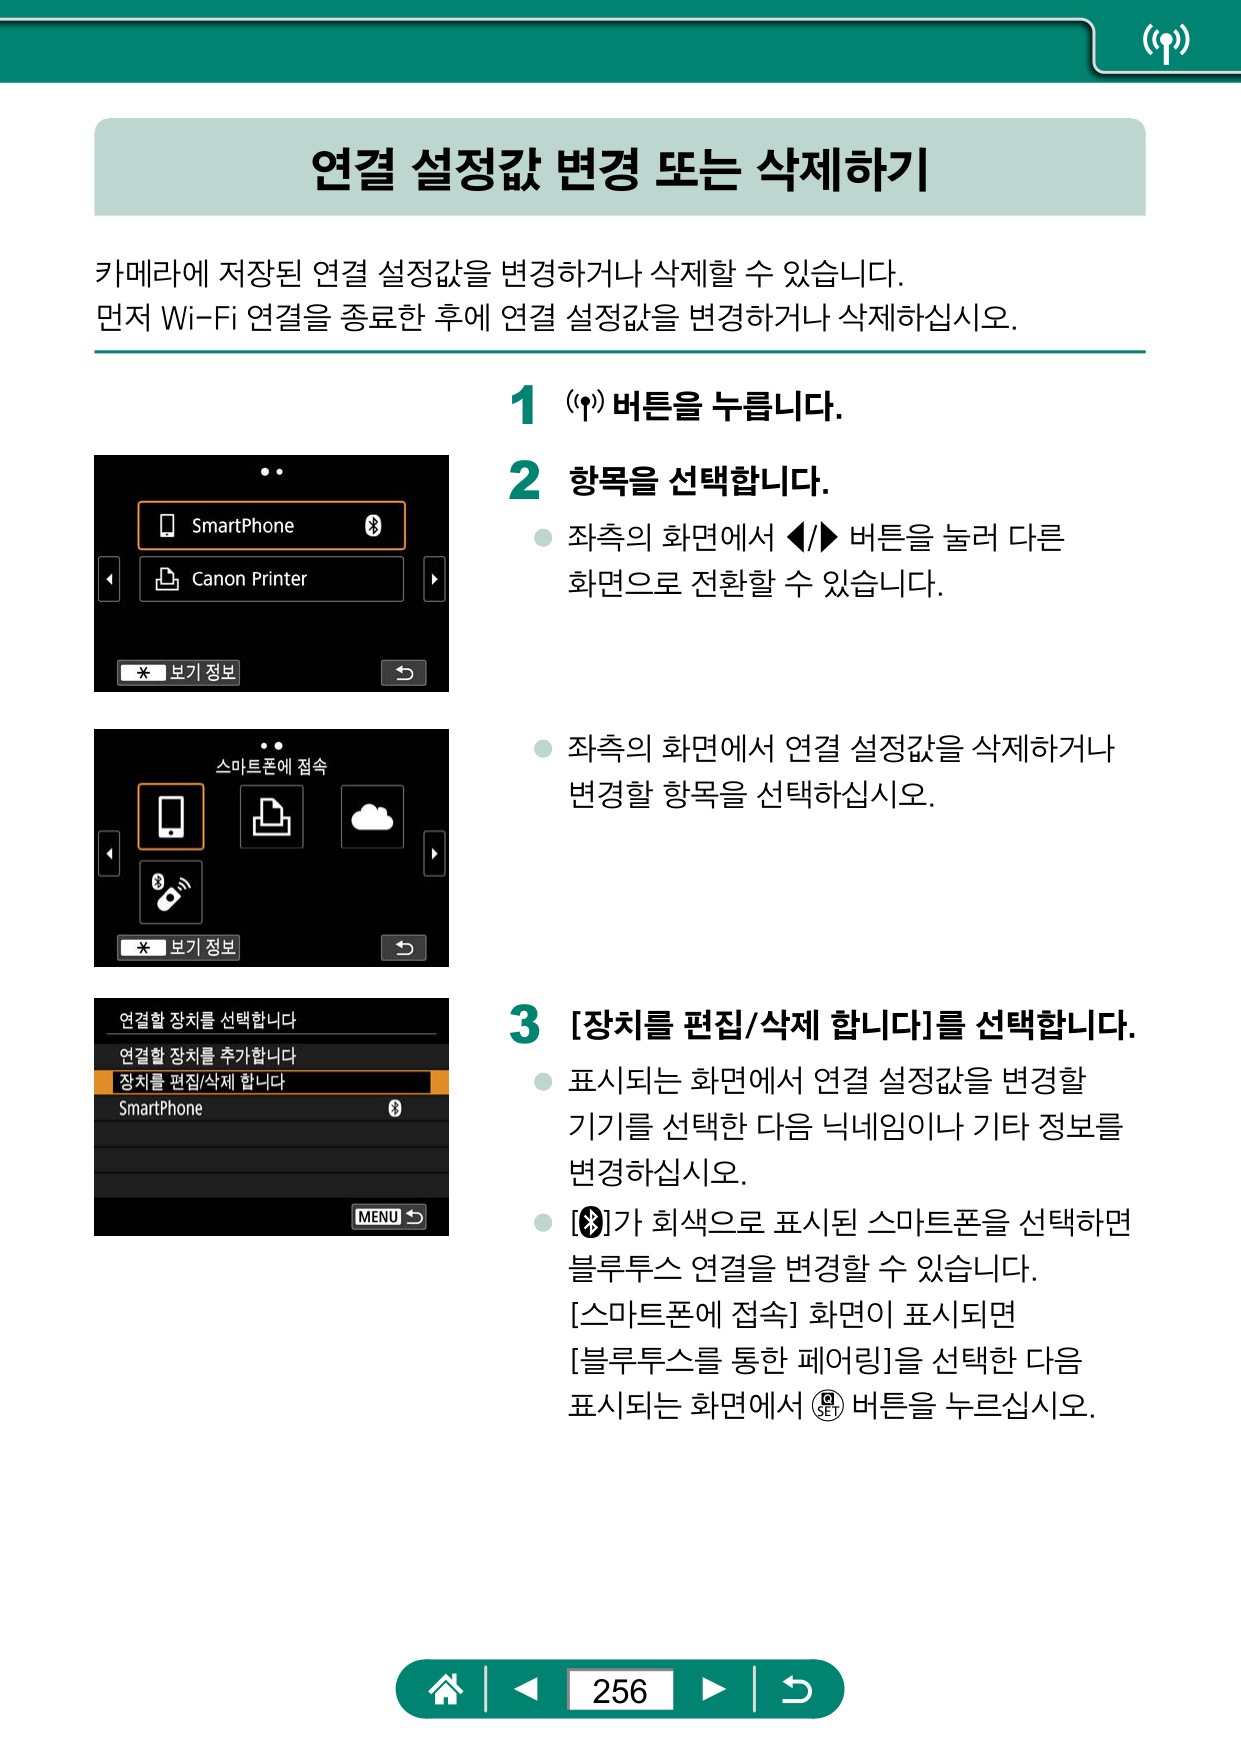 연결 설정값 변경 또는 삭제하기
카메라에 저장된 연결 설정값을 변경하거나 삭제할 수 있습니다.
먼저 Wi-Fi 연결을 종료한 후에 연결 설정값을 변경하거나 삭제하십시오.
1 버튼을 누릅니다.
SmartPhone
Canon Printer
보기 정보
2 항목을 선택합니다.
좌측의 화면에서 ◀/▶ 버튼을 눌러 다른
화면으로 전환할 수 있습니다.
스마트폰에 접속
보기 정보
좌측의 화면에서 연결 설정값을 삭제하거나
변경할 항목을 선택하십시오.
연결할 장치를 선택합니다
연결할 장치를 추가합니다
장치를 편집/삭제 합니다
SmartPhone
MENU
3 [장치를 편집/삭제 합니다]를 선택합니다.
표시되는 화면에서 연결 설정값을 변경할
기기를 선택한 다음 닉네임이나 기타 정보를
변경하십시오.
[]가 회색으로 표시된 스마트폰을 선택하면
블루투스 연결을 변경할 수 있습니다.
[스마트폰에 접속] 화면이 표시되면
[블루투스를 통한 페어링]을 선택한 다음
표시되는 화면에서 Q SET 버튼을 누르십시오.
256